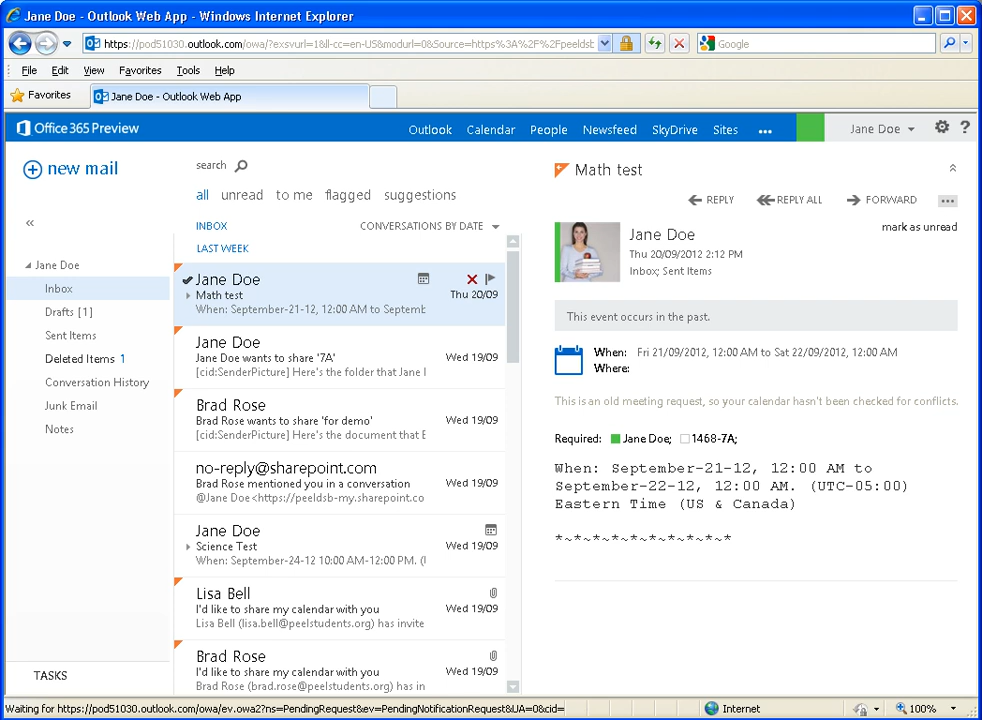 Jane Doe - Outlook Web App - Windows Internet Explorer
https://pod51030.outlook.com/owa/?exsvurl=1&ll-cc=en-US&modurl=0&Source=https%3A%2F%2Fpeeldsb
Google
File Edit View Favorites Tools Help
Favorites
Jane Doe - Outlook Web App
Office 365 Preview
Outlook Calendar People Newsfeed SkyDrive Sites ...
Jane Doe
?
new mail
«
Jane Doe
Inbox
Drafts [1]
Sent Items
Deleted Items 1
Conversation History
Junk Email
Notes
TASKS
search
all unread to me flagged suggestions
INBOX
CONVERSATIONS BY DATE
LAST WEEK
Jane Doe
Math test
Thu 20/09
When: September-21-12, 12:00 AM to Septemb
Jane Doe
Jane Doe wants to share '7A'
Wed 19/09
[cid:SenderPicture] Here's the folder that Jane
Brad Rose
Brad Rose wants to share 'for demo'
Wed 19/09
[cid:SenderPicture] Here's the document that
no-reply@sharepoint.com
Brad Rose mentioned you in a conversation
Wed 19/09
@Jane Doe<https://peeldsb-my.sharepoint.co
Jane Doe
Science Test
Wed 19/09
When: September-24-12 10:00 AM-12:00 PM. (
Lisa Bell
I'd like to share my calendar with you
Wed 19/09
Lisa Bell (lisa.bell@peelstudents.org) has invite
Brad Rose
I'd like to share my calendar with you
Wed 19/09
Brad Rose (brad.rose@peelstudents.org) has in
Math test
REPLY REPLY ALL FORWARD ...
mark as unread
Jane Doe
Thu 20/09/2012 2:12 PM
Inbox; Sent Items
This event occurs in the past.
When: Fri 21/09/2012, 12:00 AM to Sat 22/09/2012, 12:00 AM
Where:
This is an old meeting request, so your calendar hasn't been checked for conflicts.
Required: Jane Doe; 1468-7A;
When: September-21-12, 12:00 AM to
September-22-12, 12:00 AM. (UTC-05:00)
Eastern Time (US & Canada)
*~*~*~*~*~*~*~*~*~*
Waiting for https://pod51030.outlook.com/owa/ev.owa2?ns=PendingRequest&ev=PendingNotificationRequest&UA=0&cid=
Internet
100%